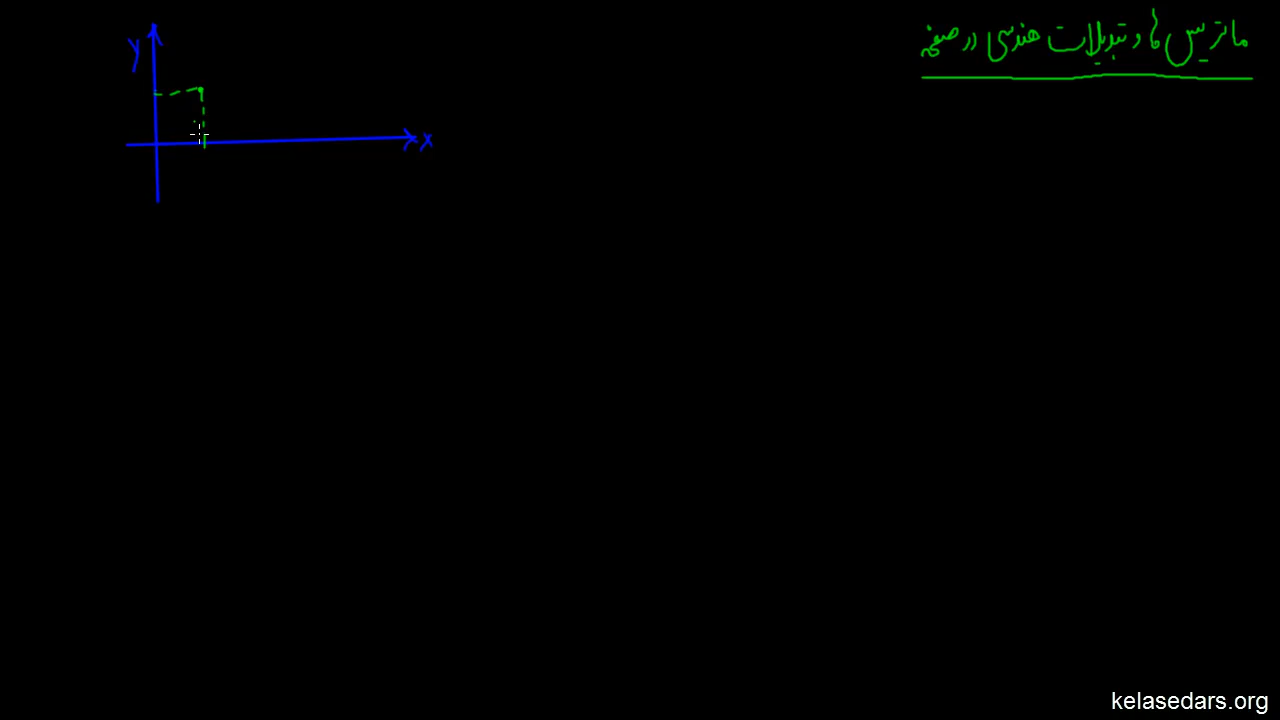 ماتریس ها و تبدیلات هندسی در صفحه
y
x
kelasedars.org